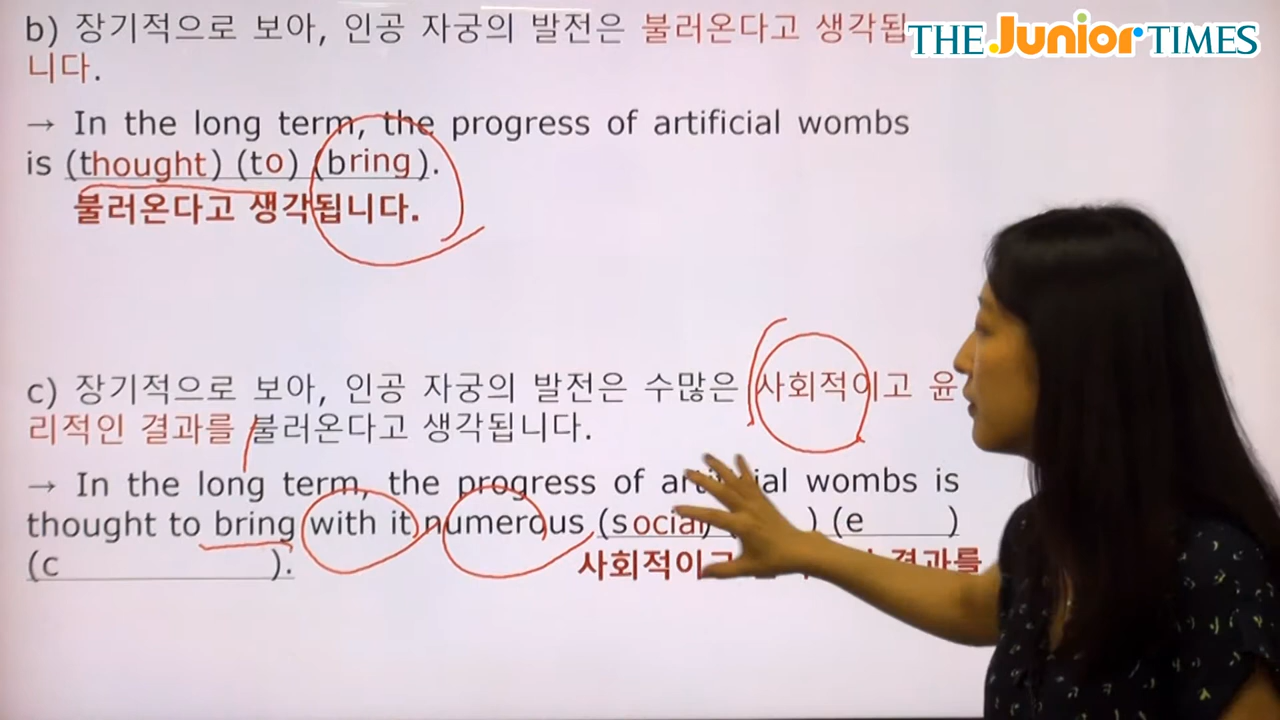 b) 장기적으로 보아, 인공 자궁의 발전은 불러온다고 생각됩
THE Junior TIMES
니다.
→ In the long term, the progress of artificial wombs
is (thought) (to) (bring).
불러온다고 생각됩니다.
c) 장기적으로 보아, 인공 자궁의 발전은 수많은 사회적이고 윤
리적인 결과를 불러온다고 생각됩니다.
→ In the long term, the progress of wombs is
thought to bring with it numerous (social) ( ) (e )
(c ).
사회적이고 결과를